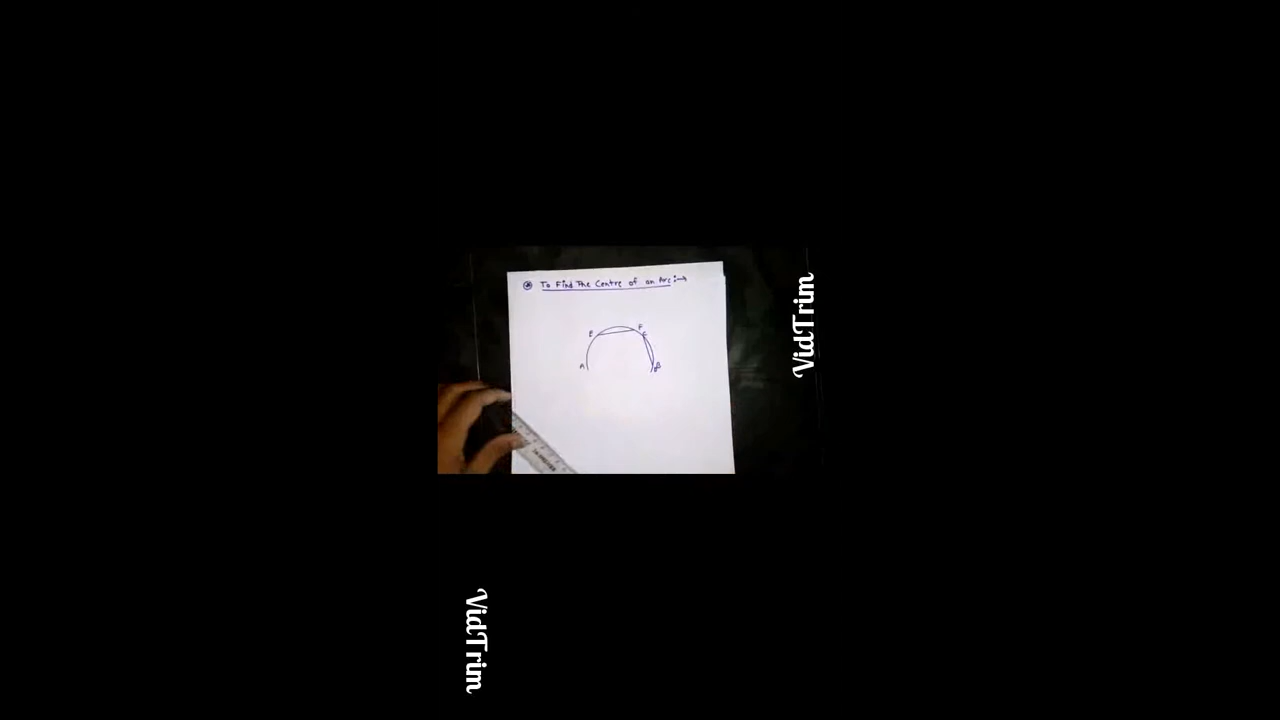 To Find The Centre of an Arc :→
E F
C
A B
VidTrim
VidTrim